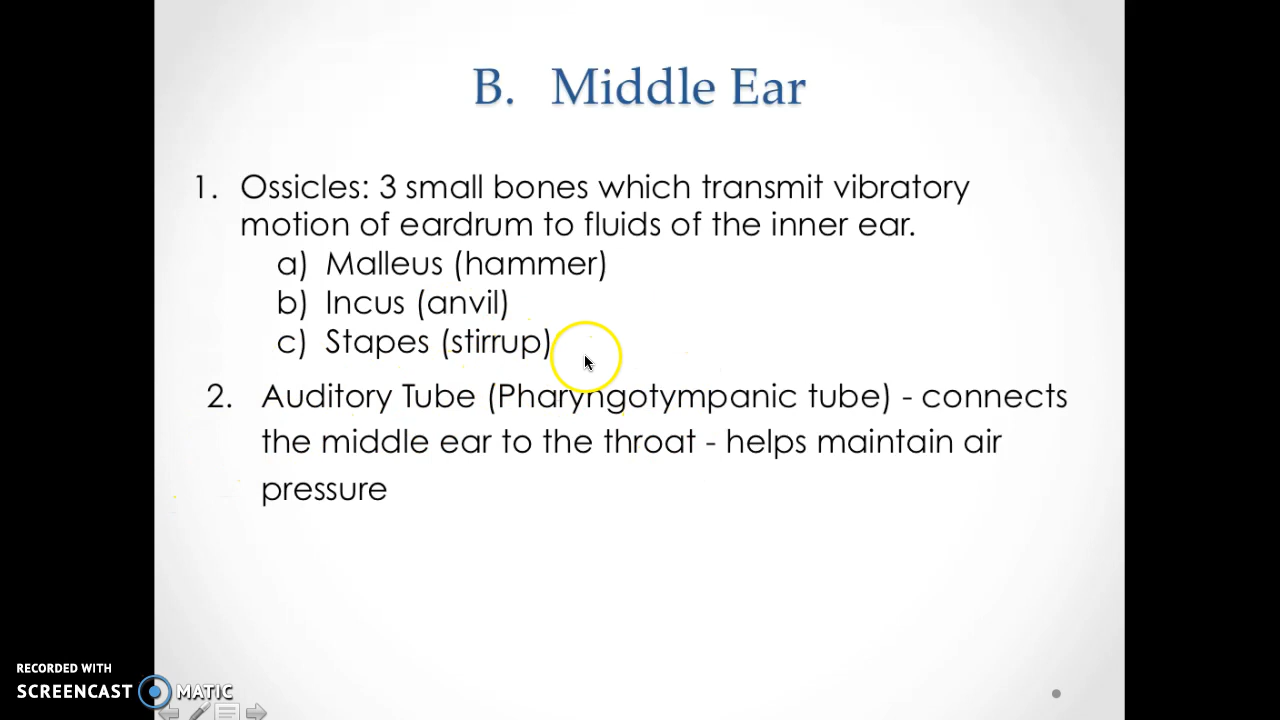 B. Middle Ear
1. Ossicles: 3 small bones which transmit vibratory
motion of eardrum to fluids of the inner ear.
a) Malleus (hammer)
b) Incus (anvil)
c) Stapes (stirrup)
2. Auditory Tube (Pharyngotympanic tube) - connects
the middle ear to the throat - helps maintain air
pressure
RECORDED WITH
SCREENCAST MATIC